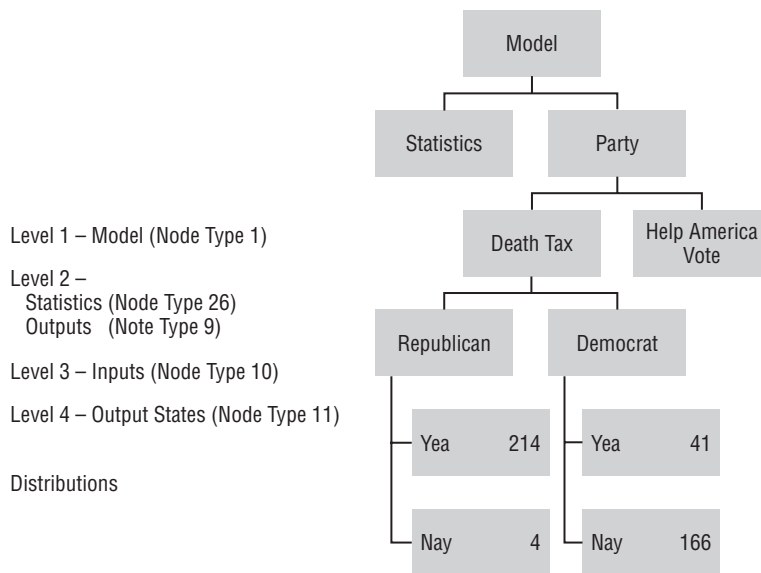 Model
Statistics
Party
Level 1 – Model (Node Type 1)
Death Tax
Help America
Vote
Level 2 –
Statistics (Node Type 26)
Outputs (Note Type 9)
Republican
Democrat
Level 3 – Inputs (Node Type 10)
Level 4 – Output States (Node Type 11)
Yea 214
Yea 41
Distributions
Nay 4
Nay 166